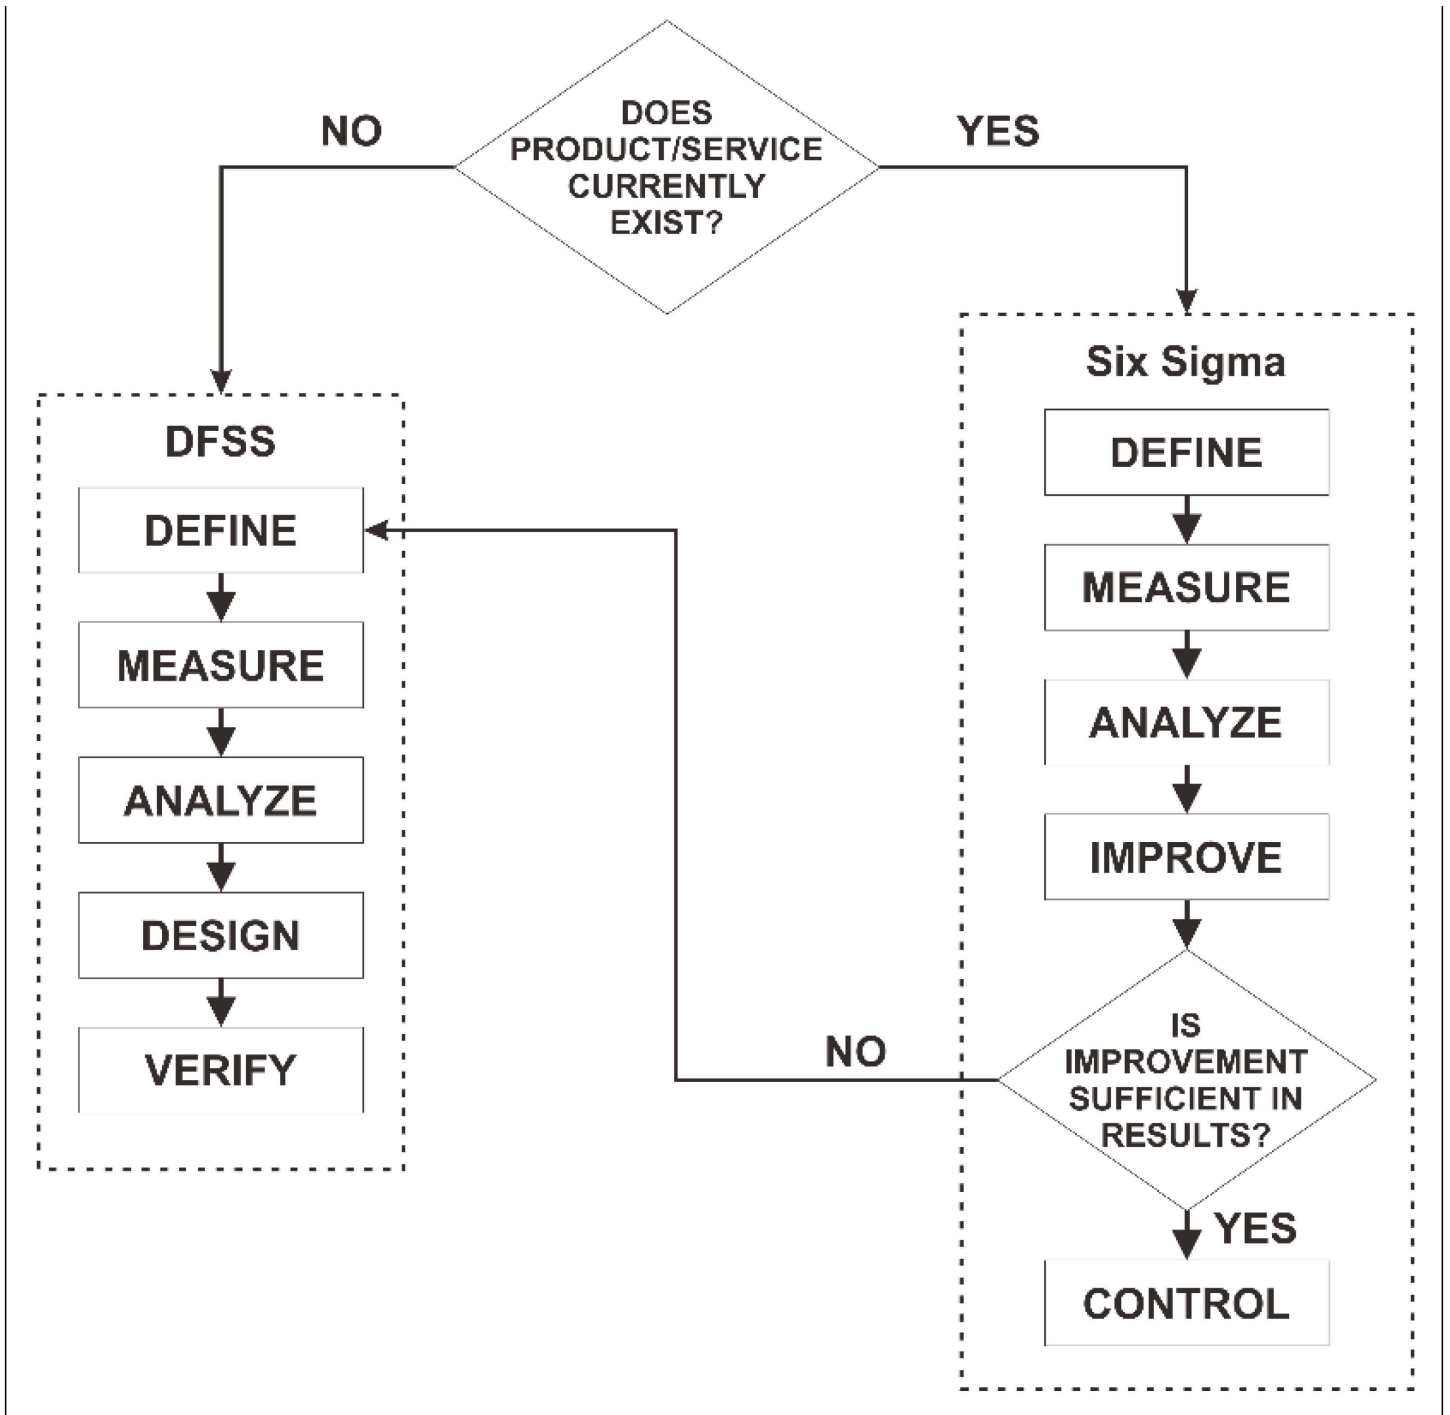 DOES
PRODUCT/SERVICE
CURRENTLY
EXIST?
NO
YES
DFSS
DEFINE
MEASURE
ANALYZE
DESIGN
VERIFY
Six Sigma
DEFINE
MEASURE
ANALYZE
IMPROVE
IS
IMPROVEMENT
SUFFICIENT IN
RESULTS?
NO
YES
CONTROL